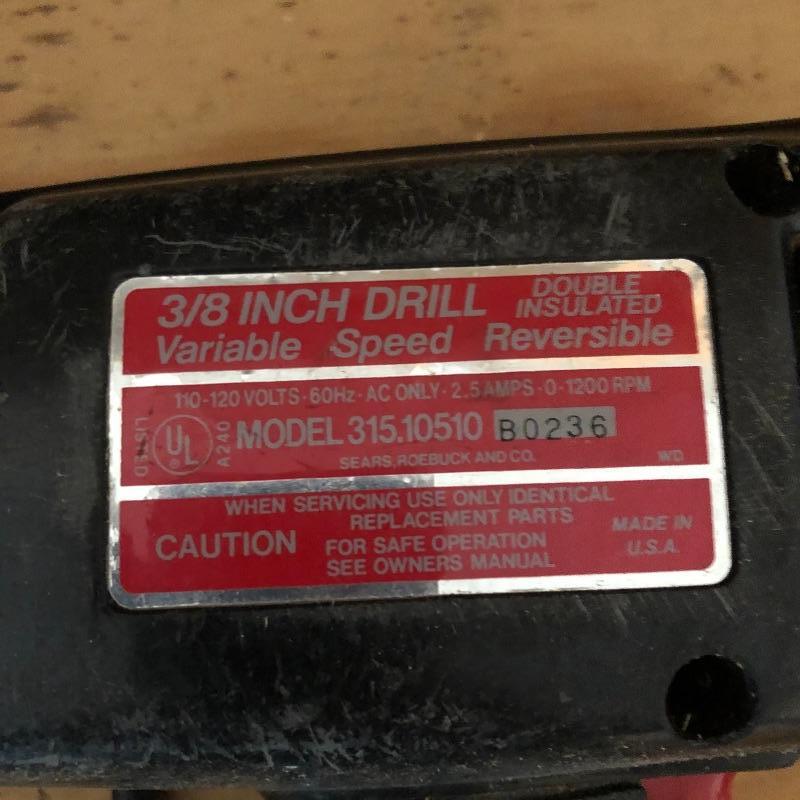 3/8 INCH DRILL DOUBLE INSULATED
Variable Speed Reversible
110-120 VOLTS · 60Hz · AC ONLY · 2.5 AMPS · 0-1200 RPM
LISTED UL ® A240 MODEL 315.10510 B0236
SEARS, ROEBUCK AND CO. WD
WHEN SERVICING USE ONLY IDENTICAL
REPLACEMENT PARTS
CAUTION FOR SAFE OPERATION
SEE OWNERS MANUAL
MADE IN
U.S.A.